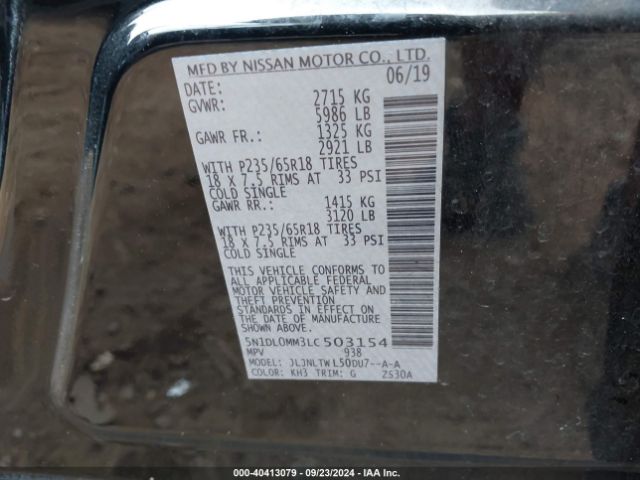 MFD BY NISSAN MOTOR CO., LTD.
DATE: 06/19
GVWR: 2715 KG
5986 LB
GAWR FR.: 1325 KG
2921 LB
WITH P235/65R18 TIRES
18 X 7.5 RIMS AT 33 PSI
COLD SINGLE
GAWR RR.: 1415 KG
3120 LB
WITH P235/65R18 TIRES
18 X 7.5 RIMS AT 33 PSI
COLD SINGLE
THIS VEHICLE CONFORMS TO
ALL APPLICABLE FEDERAL
MOTOR VEHICLE SAFETY AND
THEFT PREVENTION
STANDARDS IN EFFECT ON
THE DATE OF MANUFACTURE
SHOWN ABOVE.
5N1DL0MM3LC503154
MPV 938
MODEL: JLJNLTWL50DU7--A-A
COLOR: KH3 TRIM: G ZS30A
000-40413079 - 09/23/2024 - IAA Inc.